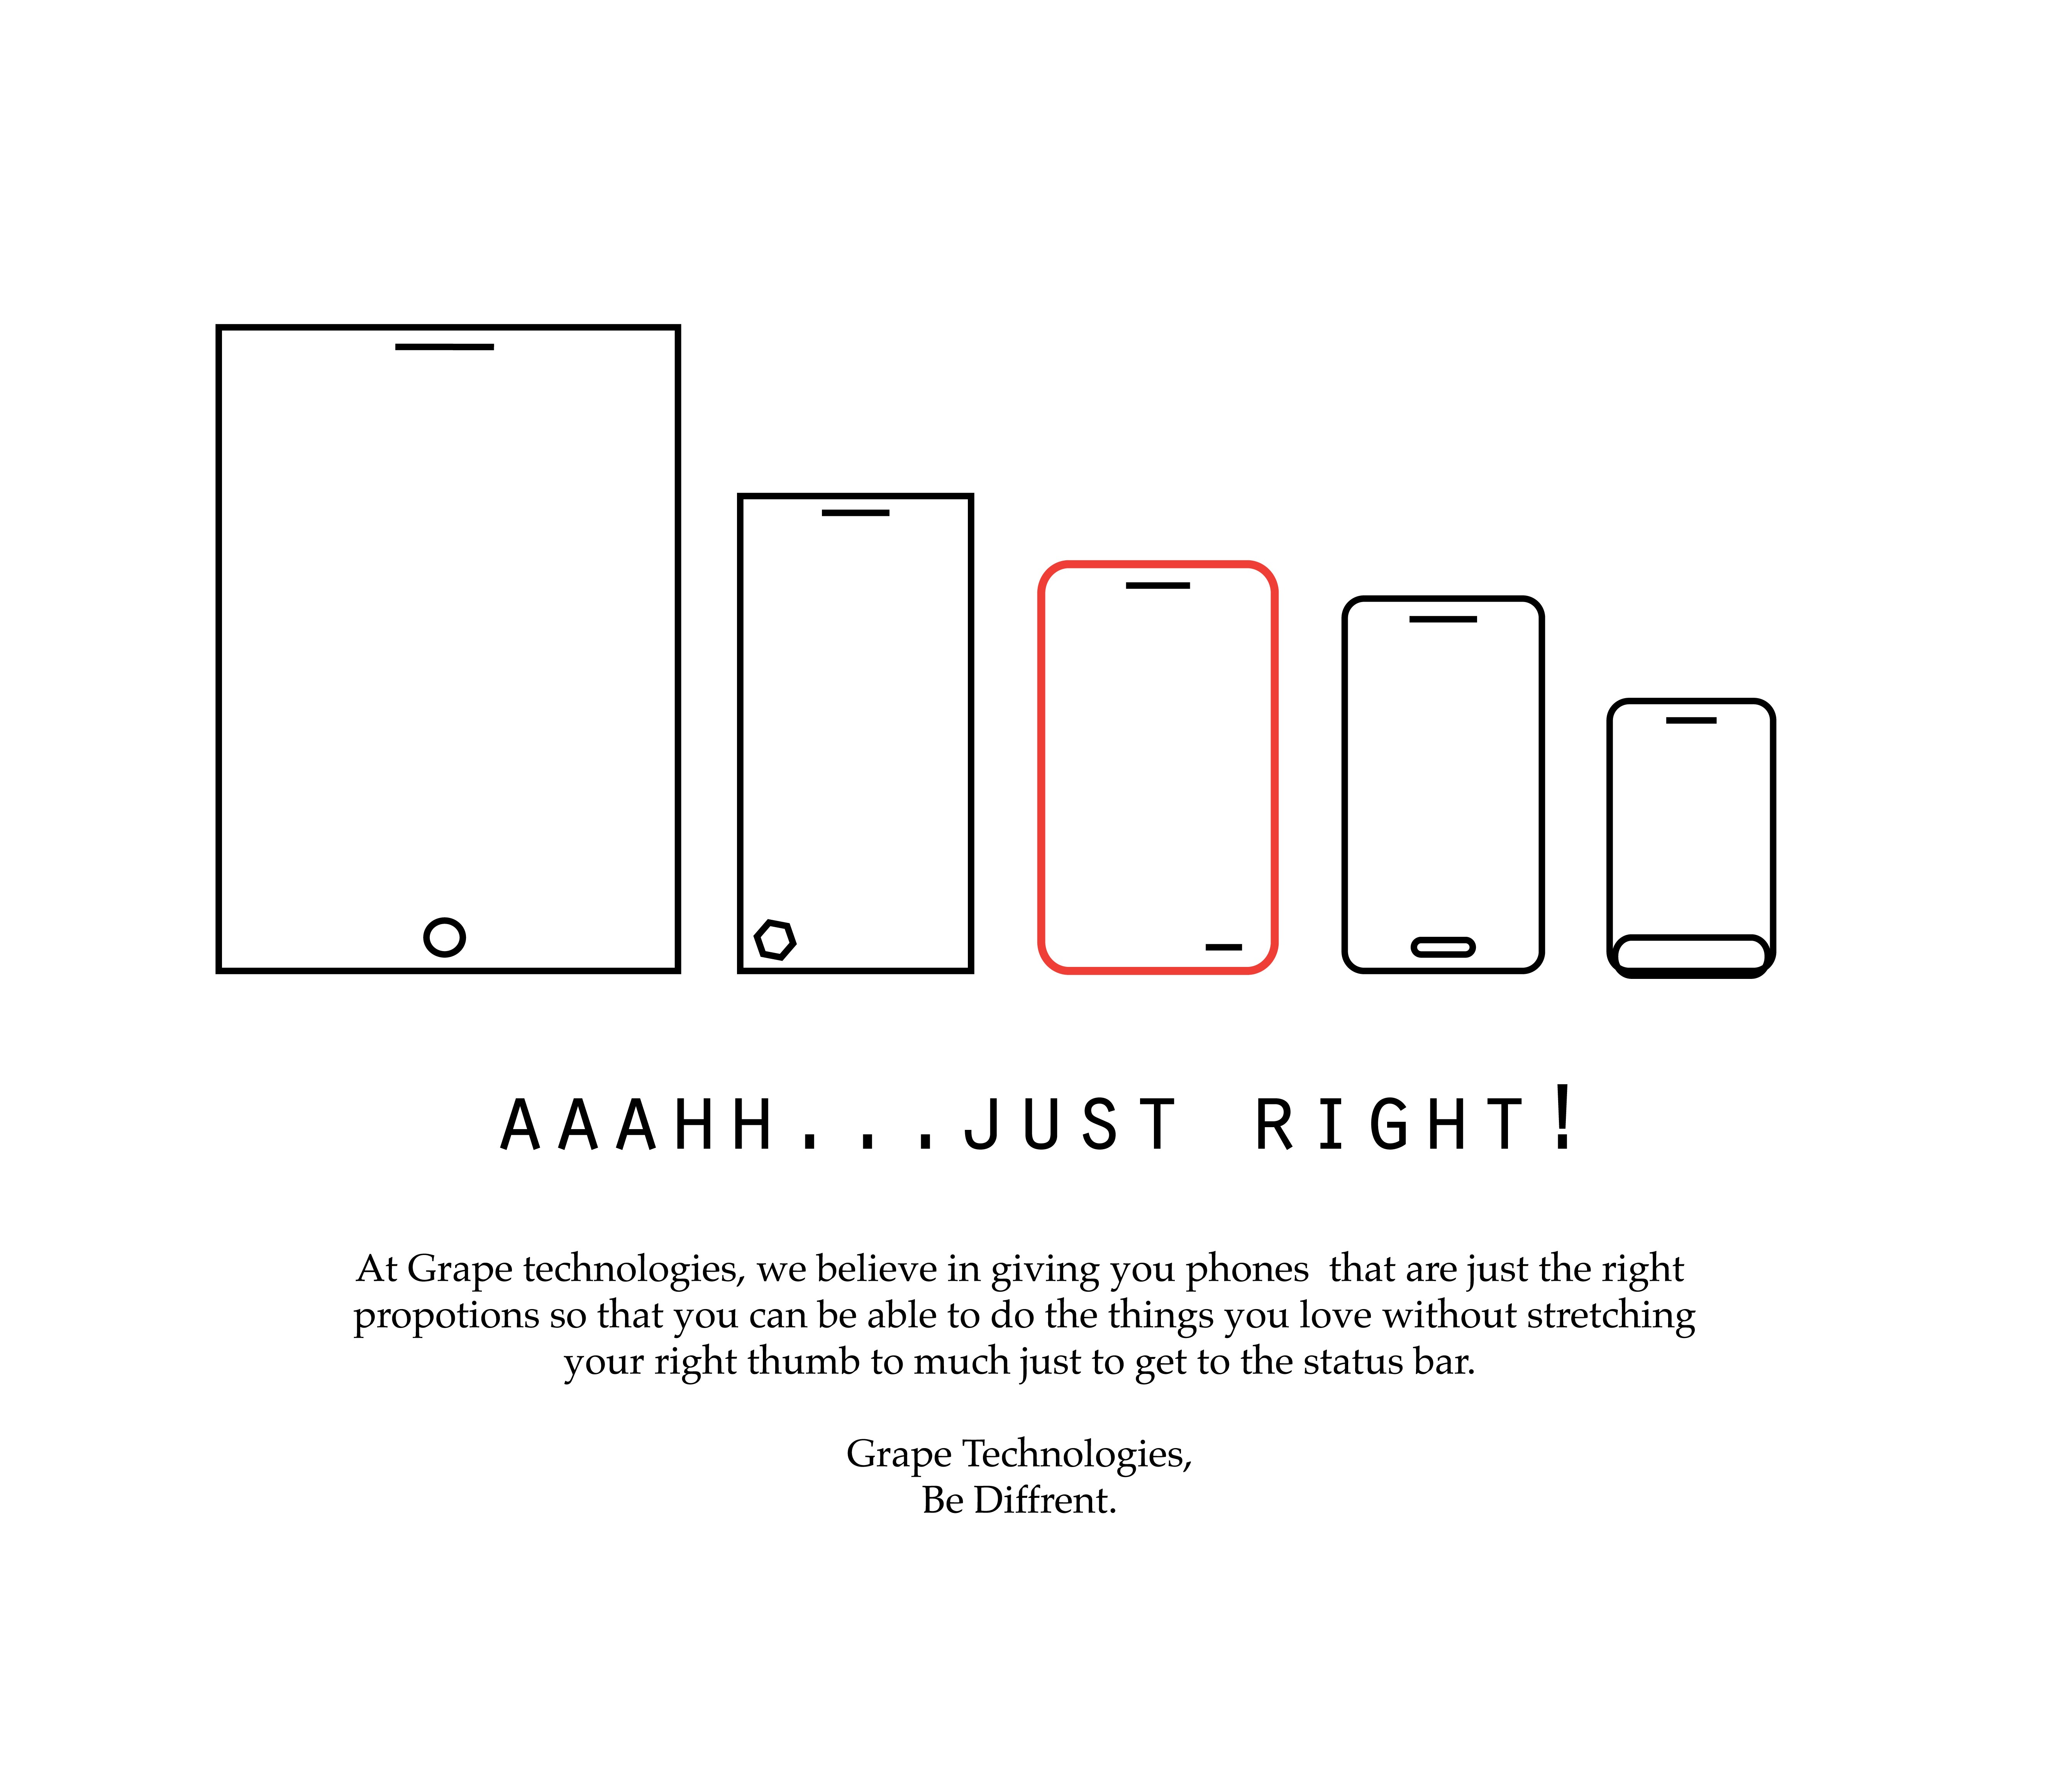 AAAHH...JUST RIGHT!
At Grape technologies, we believe in giving you phones  that are just the right
propotions so that you can be able to do the things you love without stretching
your right thumb to much just to get to the status bar.
Grape Technologies,
Be Diffrent.